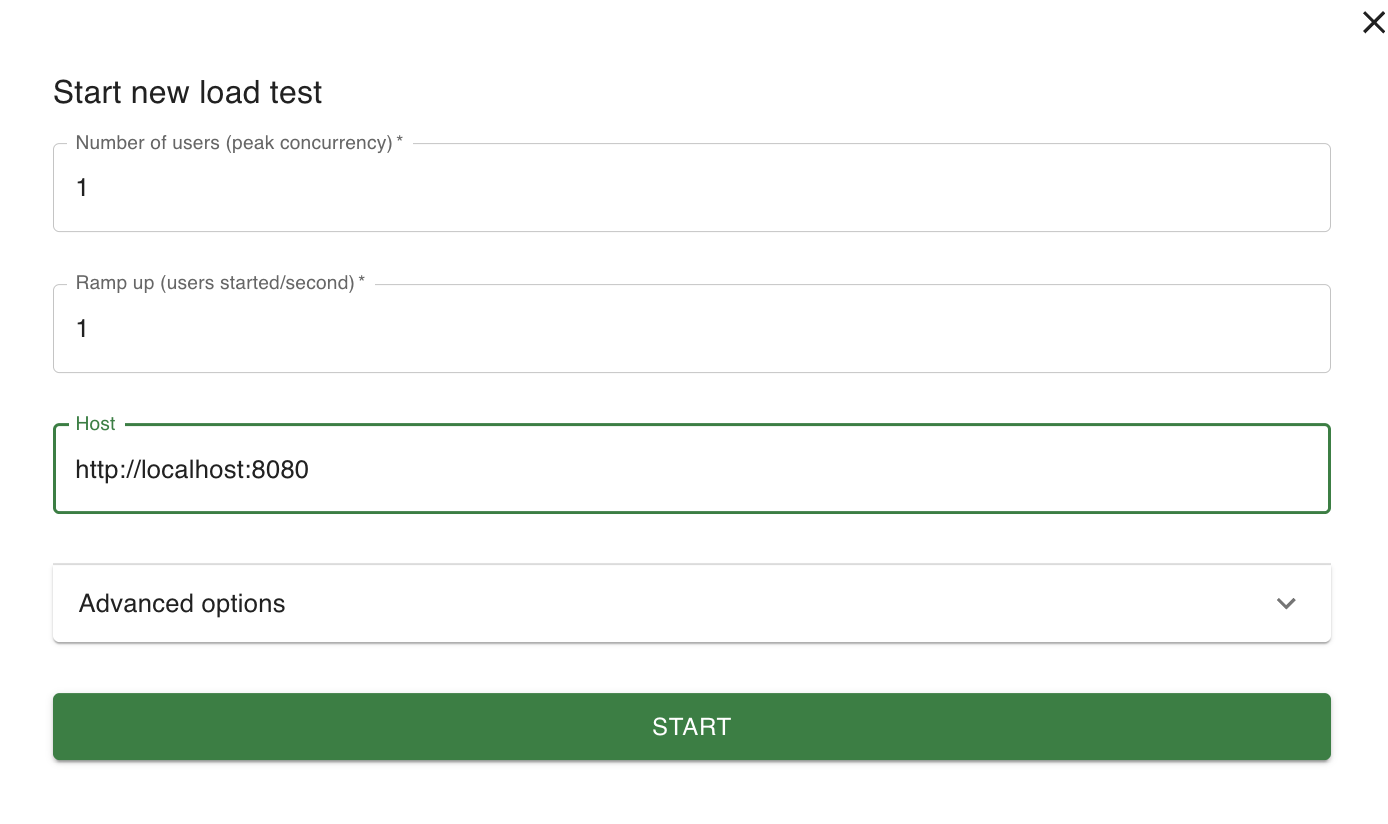 Start new load test
Number of users (peak concurrency) *
1
Ramp up (users started/second) *
1
Host
http://localhost:8080
Advanced options
START